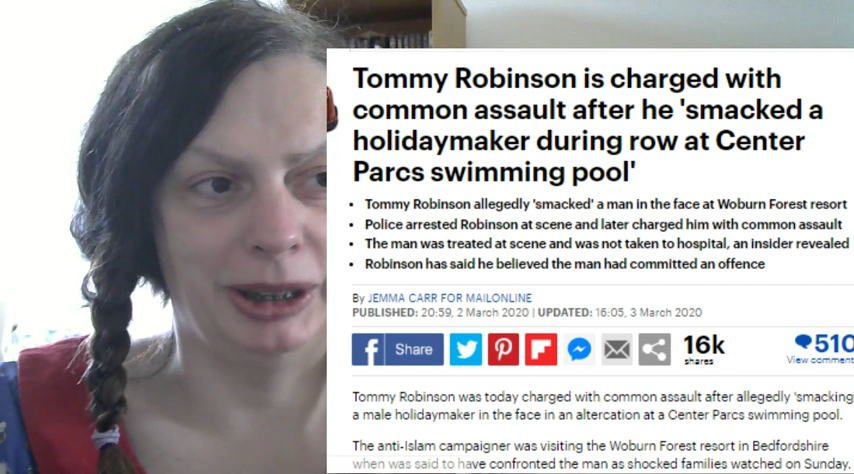 Tommy Robinson is charged with
common assault after he 'smacked a
holidaymaker during row at Center
Parcs swimming pool'
• Tommy Robinson allegedly 'smacked' a man in the face at Woburn Forest resort
• Police arrested Robinson at scene and later charged him with common assault
• The man was treated at scene and was not taken to hospital, an insider revealed
• Robinson has said he believed the man had committed an offence
By JEMMA CARR FOR MAILONLINE
PUBLISHED: 20:59, 2 March 2020 | UPDATED: 16:05, 3 March 2020
f Share 16k 510
shares View comment
Tommy Robinson was today charged with common assault after allegedly 'smacking
a male holidaymaker in the face in an altercation at a Center Parcs swimming pool.
The anti-Islam campaigner was visiting the Woburn Forest resort in Bedfordshire
when was said to have confronted the man as shocked families watched on Sunday.